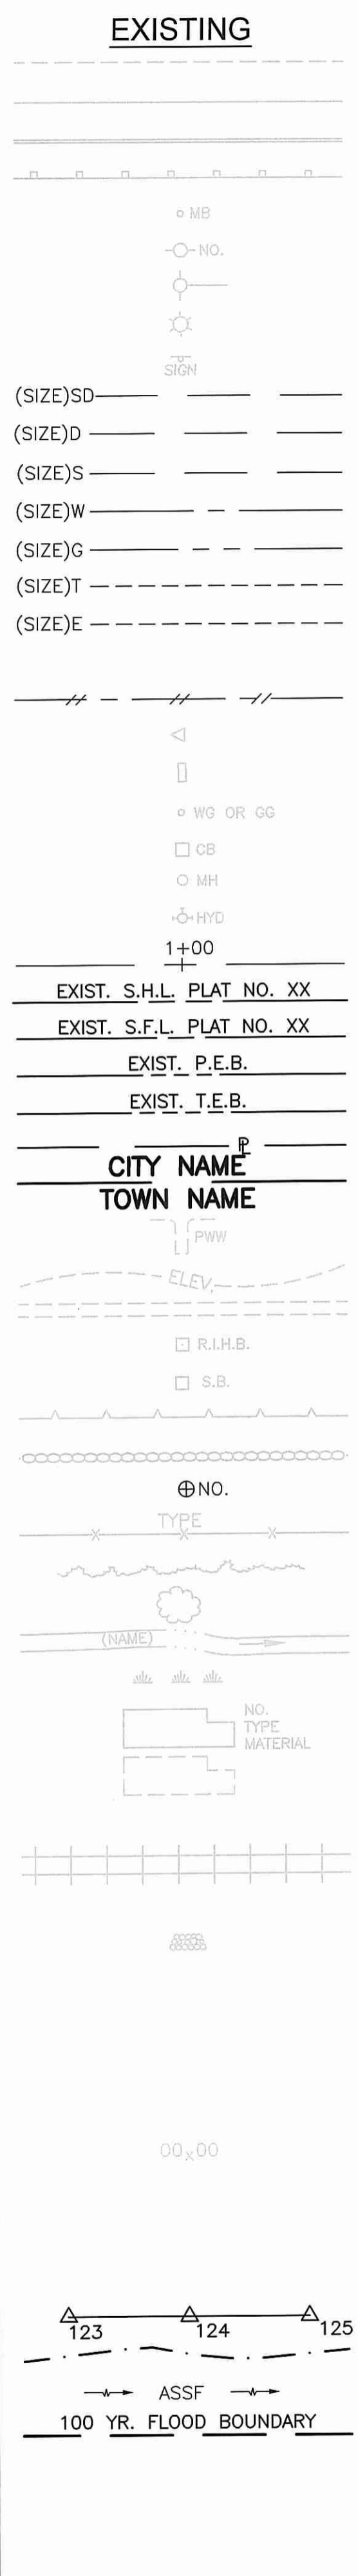 EXISTING
MB
NO.
SIGN
(SIZE)SD
(SIZE)D
(SIZE)S
(SIZE)W
(SIZE)G
(SIZE)T
(SIZE)E
WG OR GG
CB
MH
HYD
1+00
EXIST. S.H.L. PLAT NO. XX
EXIST. S.F.L. PLAT NO. XX
EXIST. P.E.B.
EXIST. T.E.B.
PL
CITY NAME
TOWN NAME
PWW
ELEV.
R.I.H.B.
S.B.
NO.
TYPE
(NAME)
NO.
TYPE
MATERIAL
00x00
123 124 125
ASSF
100 YR. FLOOD BOUNDARY